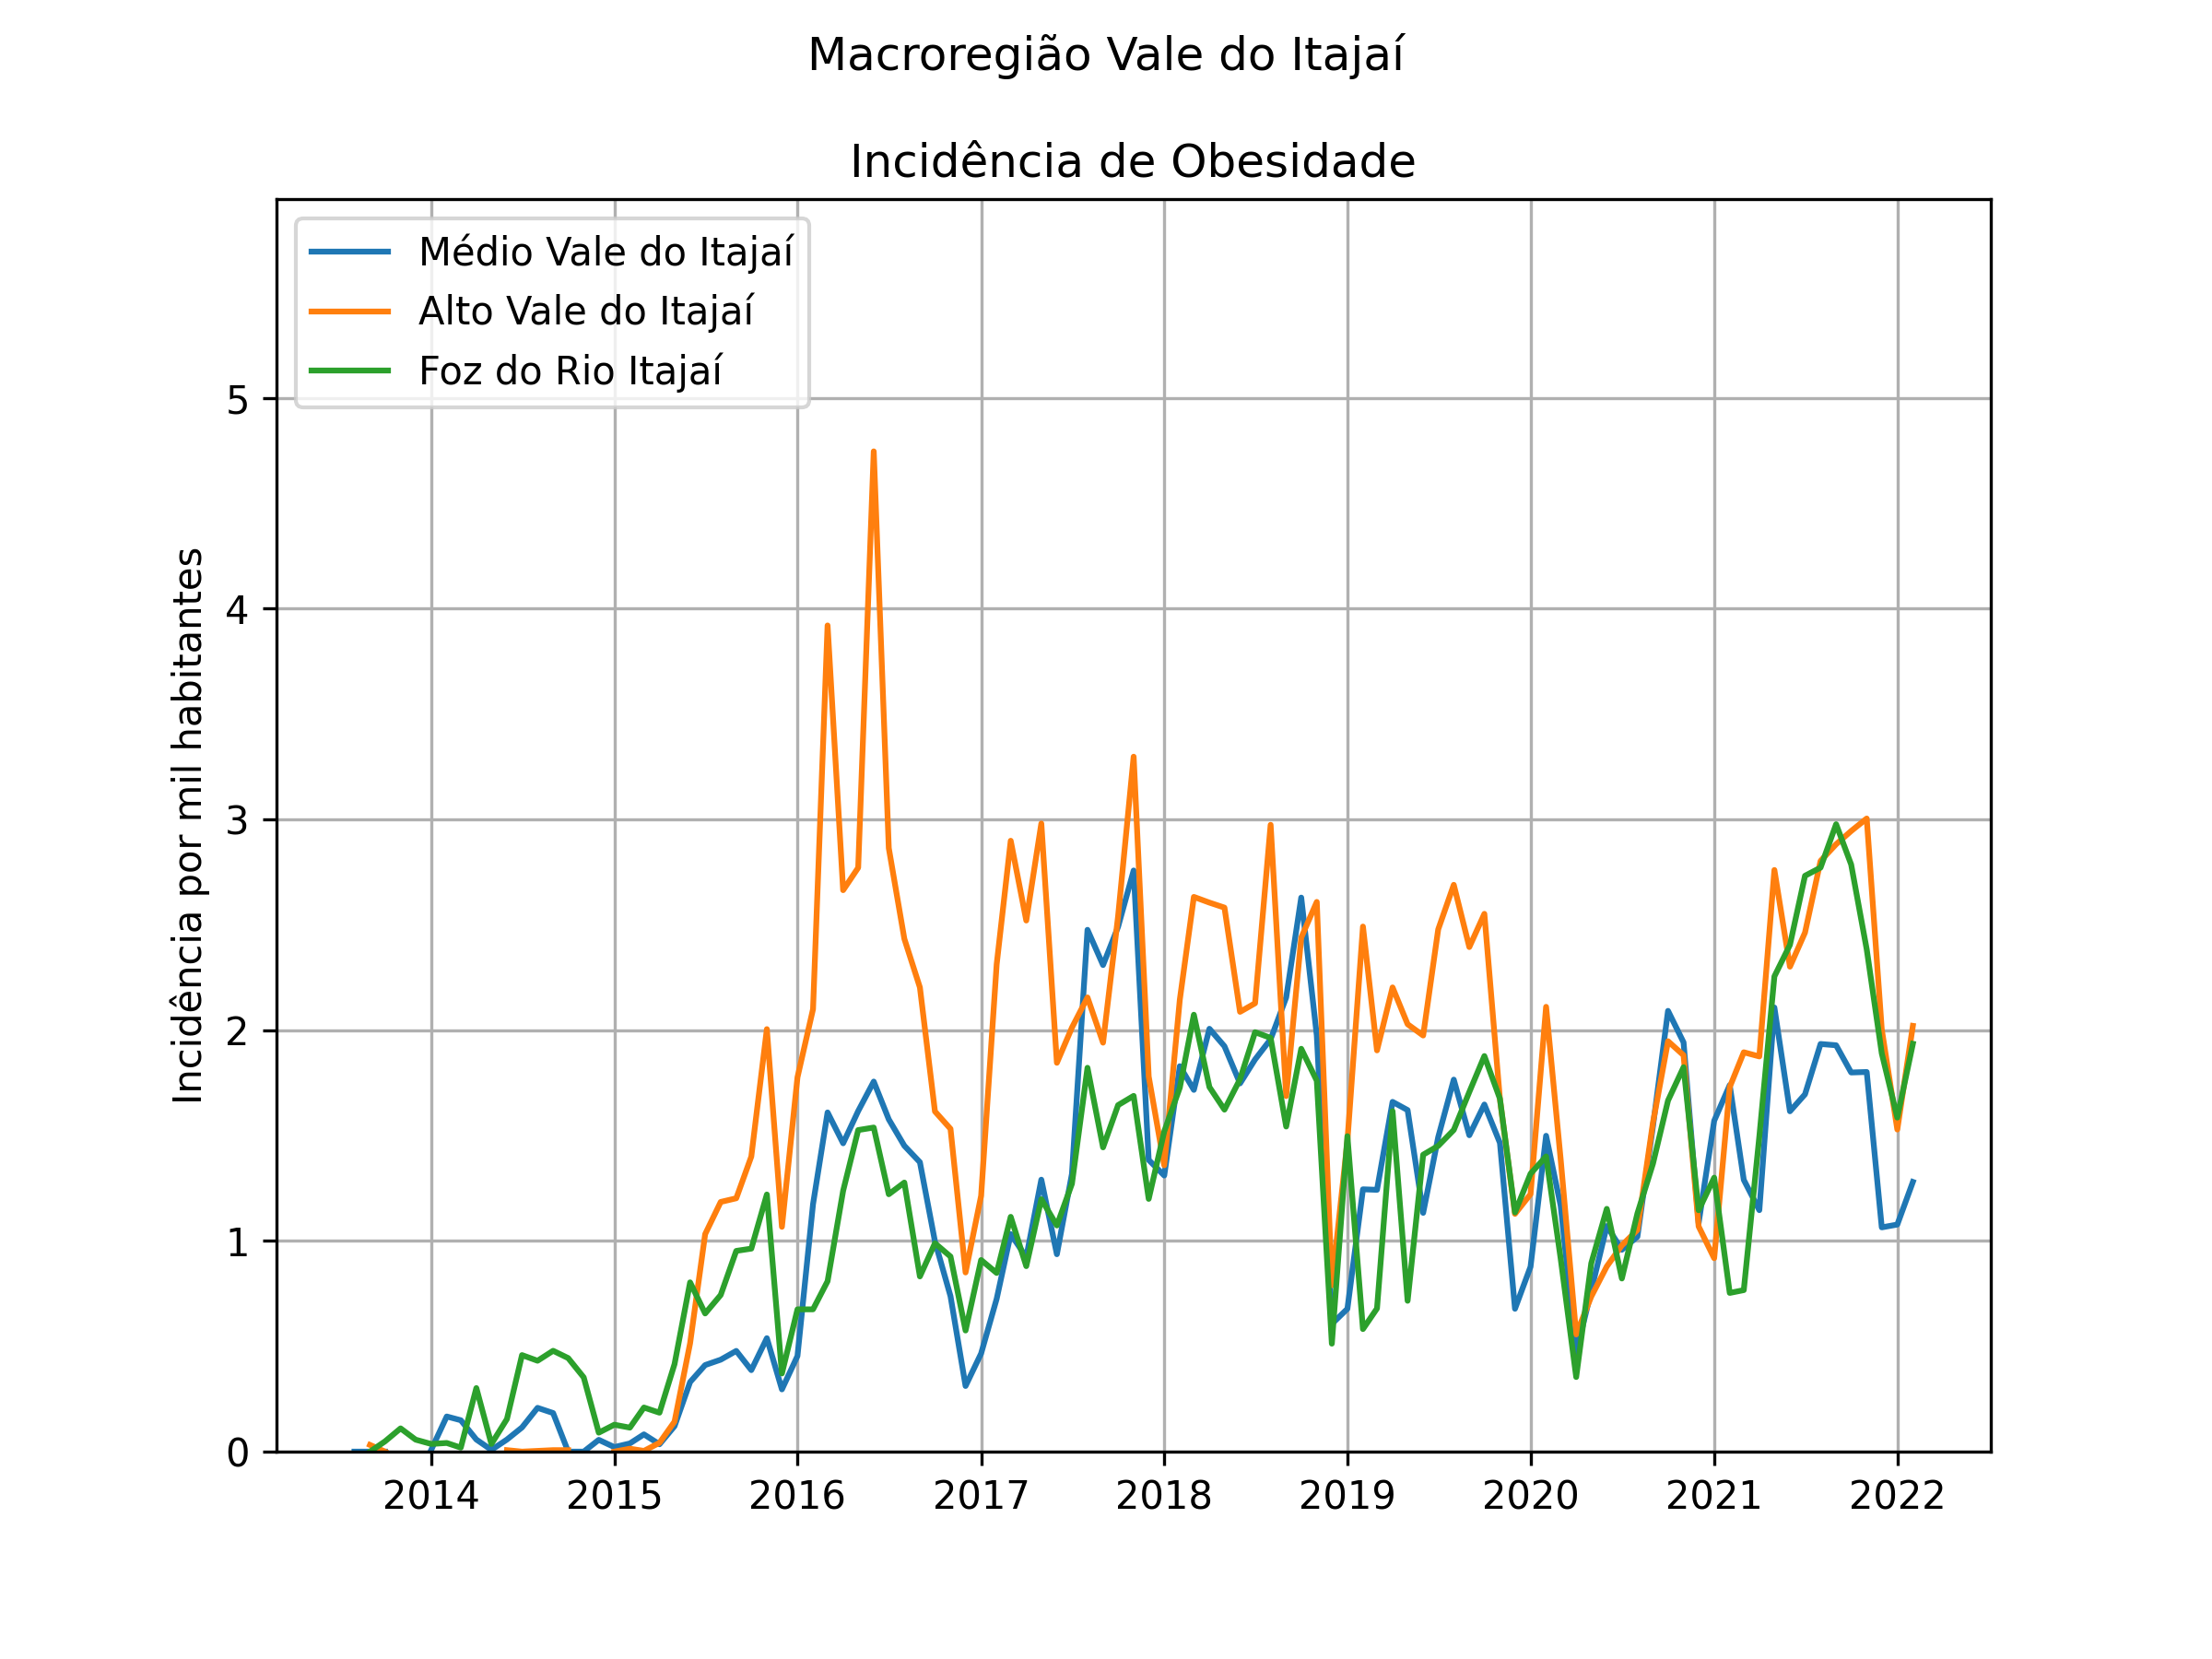 Macroregião Vale do Itajaí
Incidência de Obesidade
Médio Vale do Itajaí
Alto Vale do Itajaí
Foz do Rio Itajaí
Incidência por mil habitantes
5
4
3
2
1
0
2014 2015 2016 2017 2018 2019 2020 2021 2022